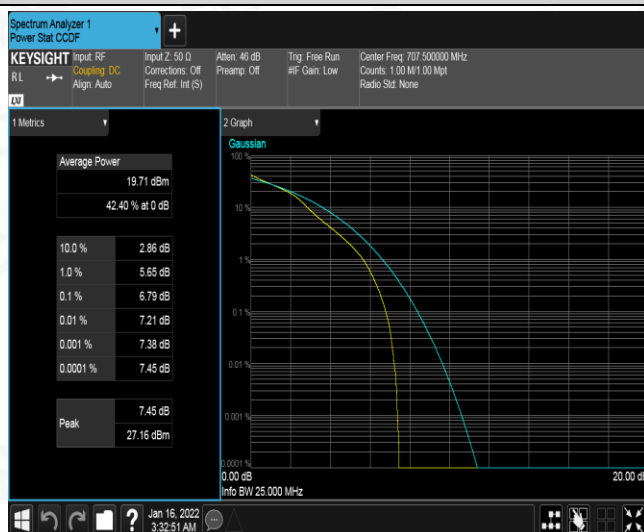 Spectrum Analyzer 1
Power Stat CCDF
KEYSIGHT
Input: RF
Coupling: DC
Align: Auto
Input Z: 50 Ω
Corrections: Off
Freq Ref: Int (S)
Atten: 46 dB
Preamp: Off
Trig: Free Run
#IF Gain: Low
Center Freq: 707.500000 MHz
Counts: 1.00 M/1.00 Mpt
Radio Std: None
RL
LXI
1 Metrics
Average Power
19.71 dBm
42.40 % at 0 dB
10.0 % 2.86 dB
1.0 % 5.65 dB
0.1 % 6.79 dB
0.01 % 7.21 dB
0.001 % 7.38 dB
0.0001 % 7.45 dB
Peak
7.45 dB
27.16 dBm
2 Graph
Gaussian
100 %
10 %
1 %
0.1 %
0.01 %
0.001 %
0.0001 %
0.00 dB
20.00 dB
Info BW 25.000 MHz
Jan 16, 2022
3:32:51 AM